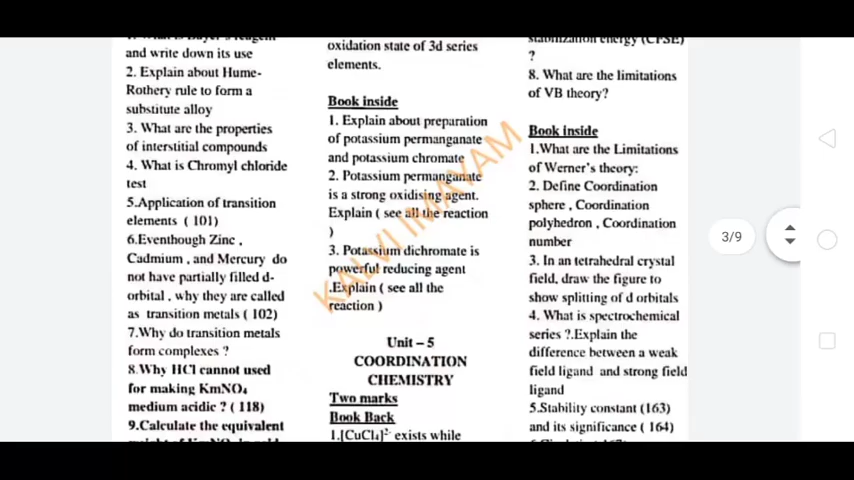 and write down its use
2. Explain about Hume-
Rothery rule to form a
substitute alloy
3. What are the properties
of interstitial compounds
4. What is Chromyl chloride
test
5.Application of transition
elements ( 101)
6.Eventhough Zinc ,
Cadmium , and Mercury do
not have partially filled d-
orbital , why they are called
as transition metals ( 102)
7.Why do transition metals
form complexes ?
8.Why HCl cannot used
for making KmNO₄
medium acidic ? ( 118)
9.Calculate the equivalent
oxidation state of 3d series
elements.
Book inside
1. Explain about preparation
of potassium permanganate
and potassium chromate
2. Potassium permanganate
is a strong oxidising agent.
Explain ( see all the reaction
)
3. Potassium dichromate is
powerful reducing agent
.Explain ( see all the
reaction )
Unit – 5
COORDINATION
CHEMISTRY
Two marks
Book Back
1.[CuCl₄]²⁻ exists while
stabilization energy (CFSE)
?
8. What are the limitations
of VB theory?
Book inside
1.What are the Limitations
of Werner's theory:
2. Define Coordination
sphere , Coordination
polyhedron , Coordination
number
3. In an tetrahedral crystal
field, draw the figure to
show splitting of d orbitals
4. What is spectrochemical
series ?.Explain the
difference between a weak
field ligand and strong field
ligand
5.Stability constant (163)
and its significance ( 164)
KALVI IMAYAM
3/9